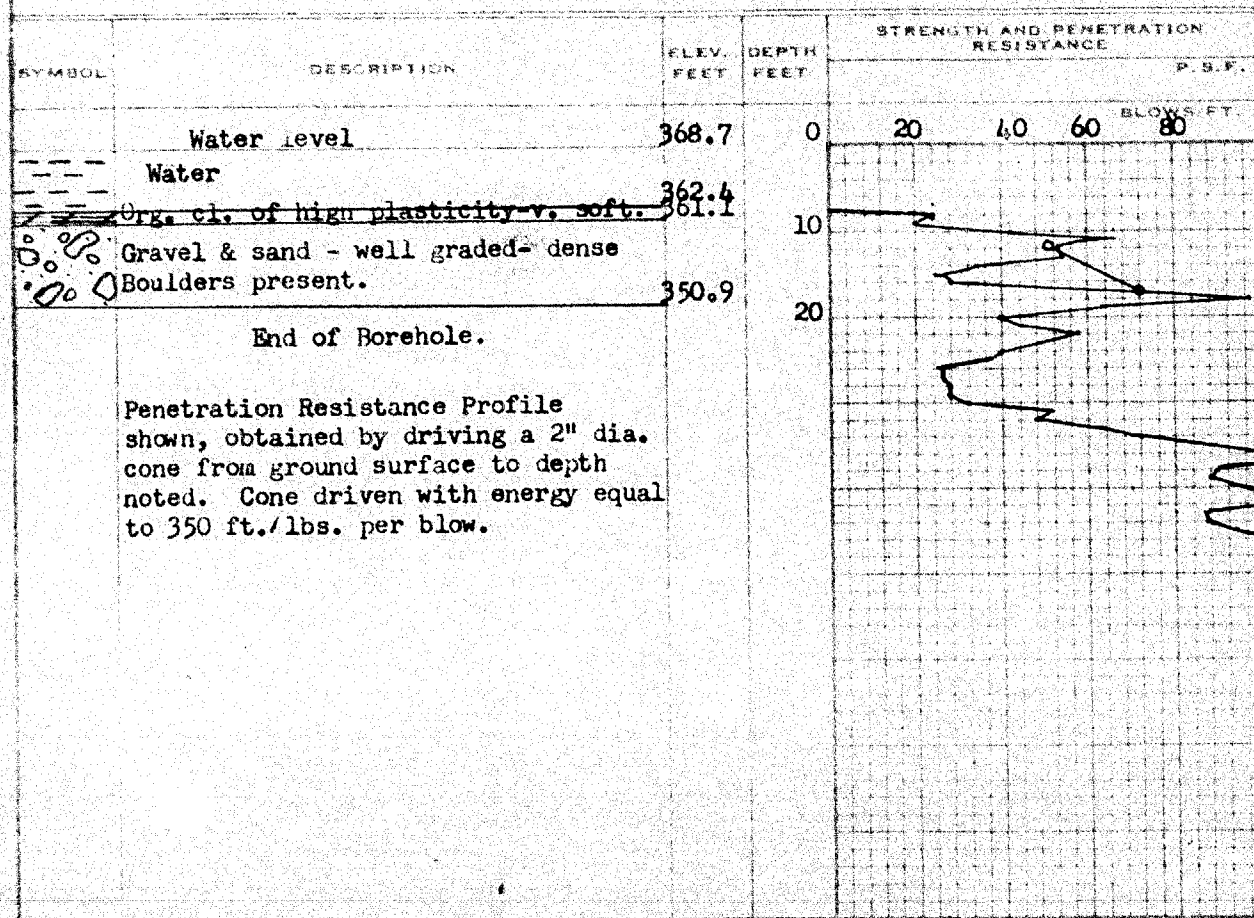 STRENGTH AND PENETRATION
RESISTANCE
SYMBOL DESCRIPTION ELEV. FEET DEPTH FEET
P.S.F.
BLOWS/FT.
Water level 368.7 0 20 40 60 80
Water
362.4
Org. cl. of high plasticity-v. soft. 361.1
10
Gravel & sand - well graded- dense
Boulders present.
350.9
20
End of Borehole.
Penetration Resistance Profile
shown, obtained by driving a 2" dia.
cone from ground surface to depth
noted. Cone driven with energy equal
to 350 ft./lbs. per blow.